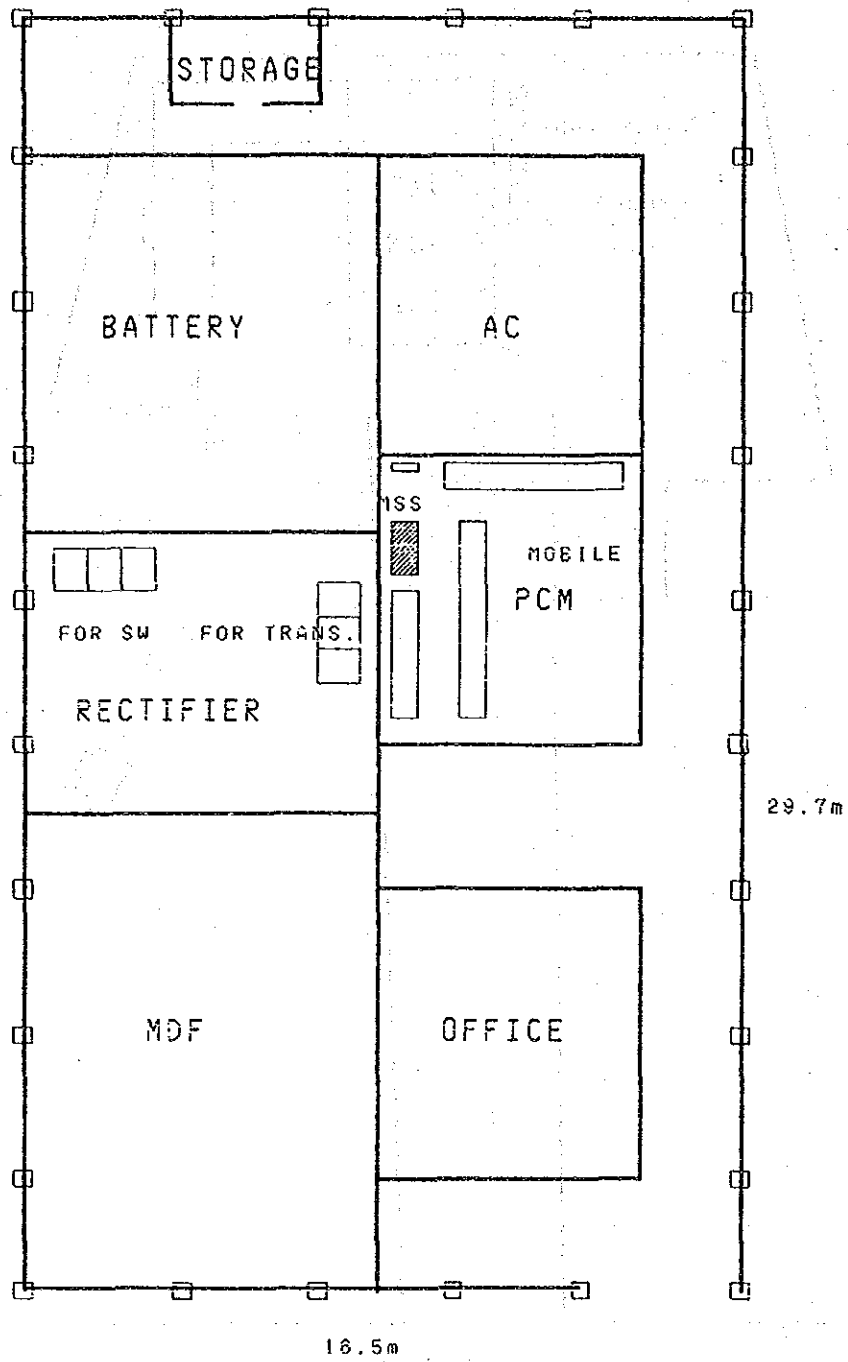 STORAGE
BATTERY
AC
MSS
MOBILE
PCM
FOR SW
FOR TRANS.
RECTIFIER
29.7m
MDF
OFFICE
16.5m